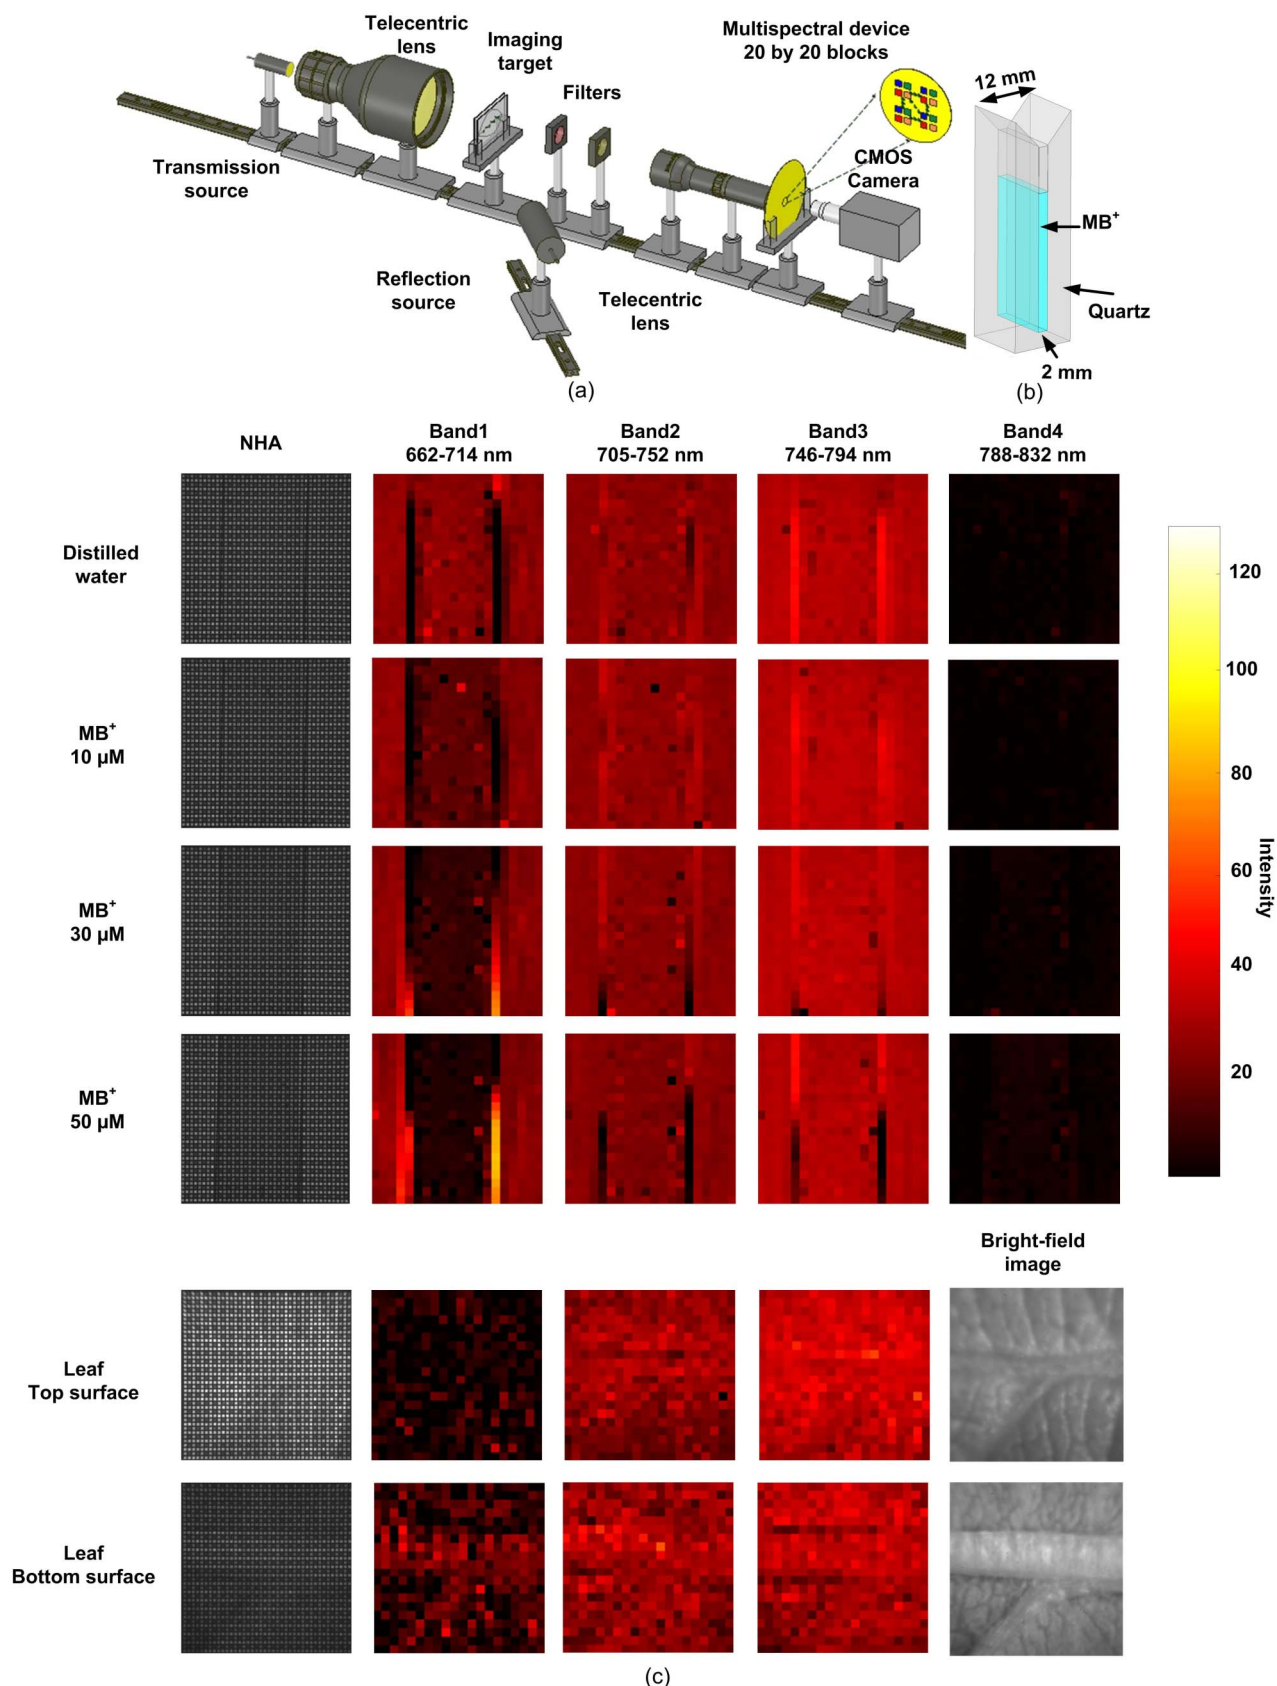 Telecentric
lens
Imaging
target
Filters
Multispectral device
20 by 20 blocks
12 mm
CMOS
Camera
Transmission
source
MB⁺
Reflection
source
Telecentric
lens
Quartz
2 mm
(a)
(b)
NHA
Band1
662-714 nm
Band2
705-752 nm
Band3
746-794 nm
Band4
788-832 nm
Distilled
water
MB⁺
10 µM
MB⁺
30 µM
MB⁺
50 µM
120
100
80
60
40
20
Intensity
Bright-field
image
Leaf
Top surface
Leaf
Bottom surface
(c)